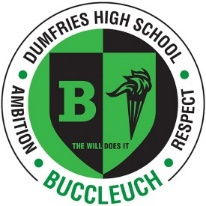 DUMFRIES HIGH SCHOOL
AMBITION
RESPECT
B
THE WILL DOES IT
BUCCLEUCH